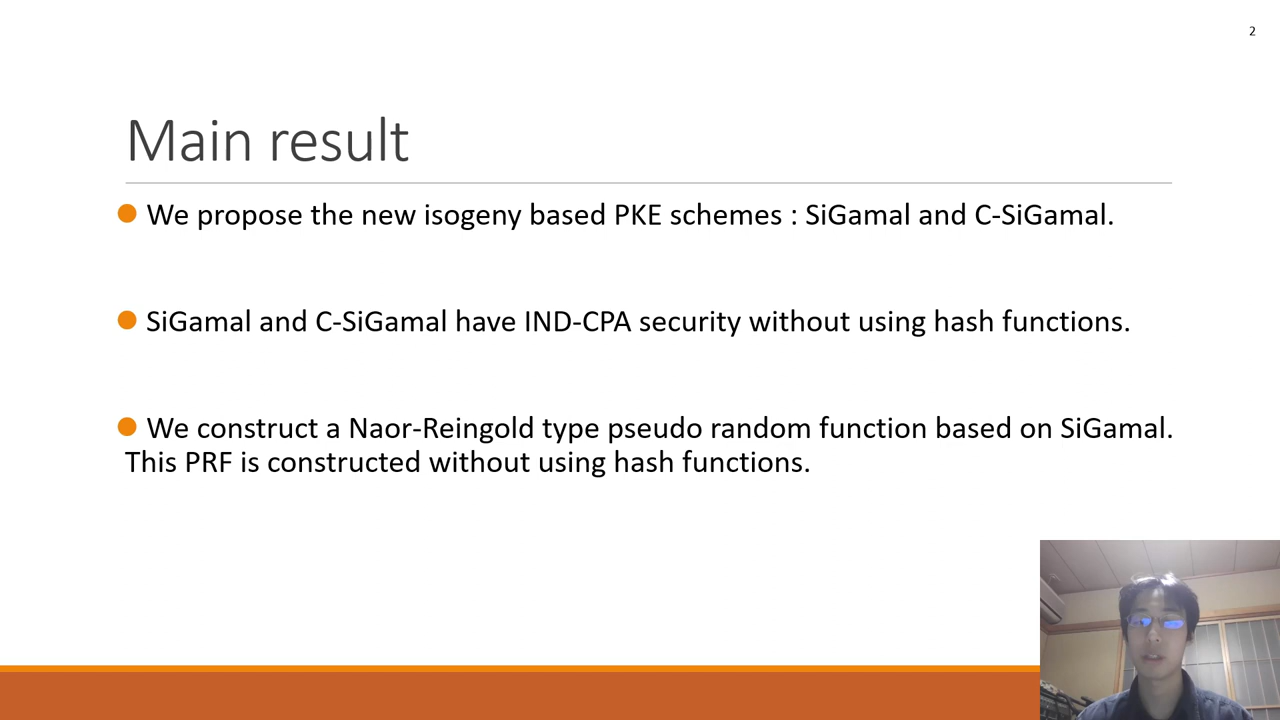 2
Main result
We propose the new isogeny based PKE schemes : SiGamal and C-SiGamal.
SiGamal and C-SiGamal have IND-CPA security without using hash functions.
We construct a Naor-Reingold type pseudo random function based on SiGamal.
This PRF is constructed without using hash functions.